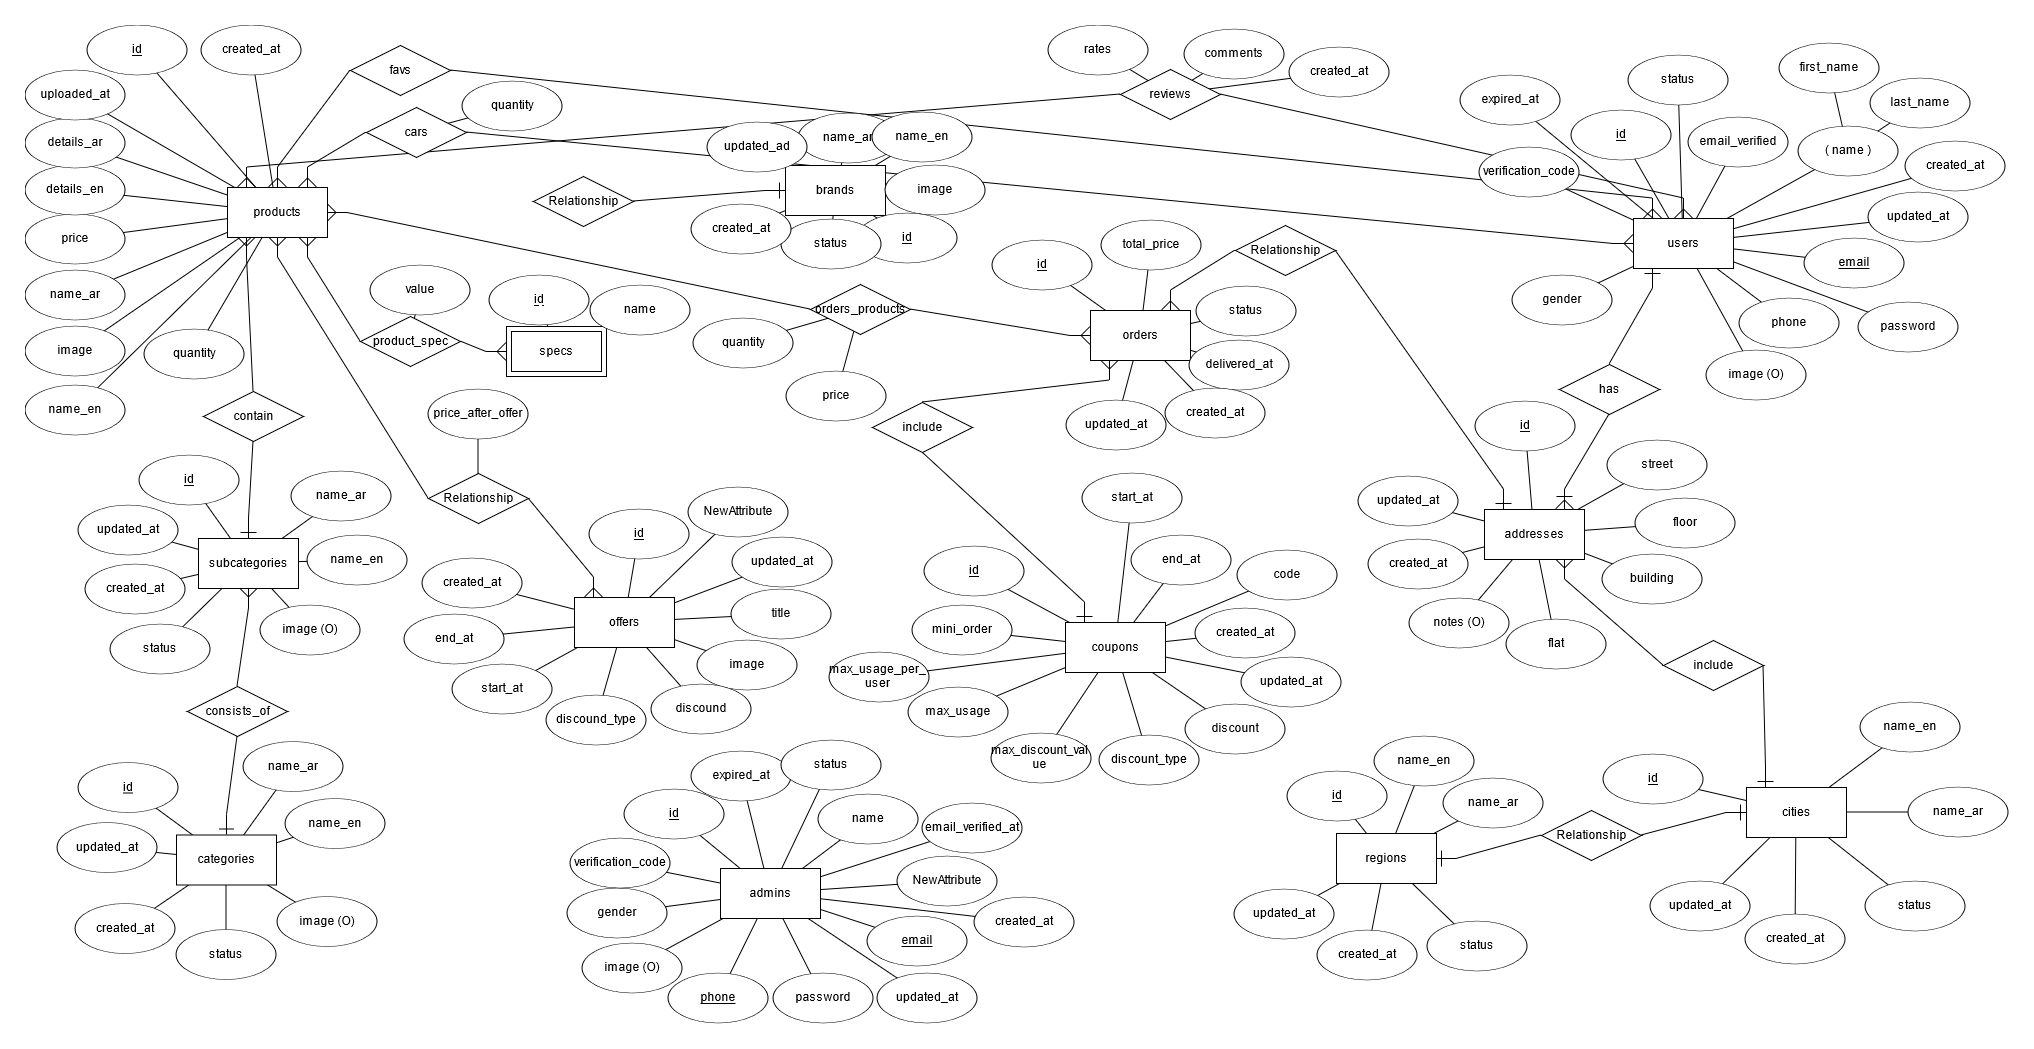 id
created_at
favs
uploaded_at
quantity
details_ar
cars
details_en
products
price
name_ar
image
quantity
name_en
rates
comments
created_at
reviews
updated_ad
name_ar
name_en
Relationship
brands
image
created_at
status
id
status
first_name
expired_at
last_name
id
email_verified
( name )
verification_code
created_at
updated_at
users
email
gender
phone
password
image (O)
value
id
name
product_spec
specs
orders_products
quantity
price
total_price
id
Relationship
status
orders
delivered_at
created_at
updated_at
include
has
contain
price_after_offer
Relationship
id
name_ar
updated_at
name_en
subcategories
created_at
status
image (O)
consists_of
id
NewAttribute
updated_at
created_at
title
offers
end_at
image
start_at
discound_type
discound
start_at
id
end_at
code
mini_order
created_at
coupons
max_usage_per_
user
updated_at
max_usage
discount
max_discount_val
ue
discount_type
id
street
updated_at
floor
addresses
created_at
building
notes (O)
flat
include
name_ar
id
name_en
updated_at
categories
created_at
image (O)
status
expired_at
status
id
name
email_verified_at
verification_code
NewAttribute
admins
gender
created_at
email
image (O)
phone
password
updated_at
name_en
id
name_ar
Relationship
regions
updated_at
created_at
status
name_en
id
cities
name_ar
updated_at
status
created_at